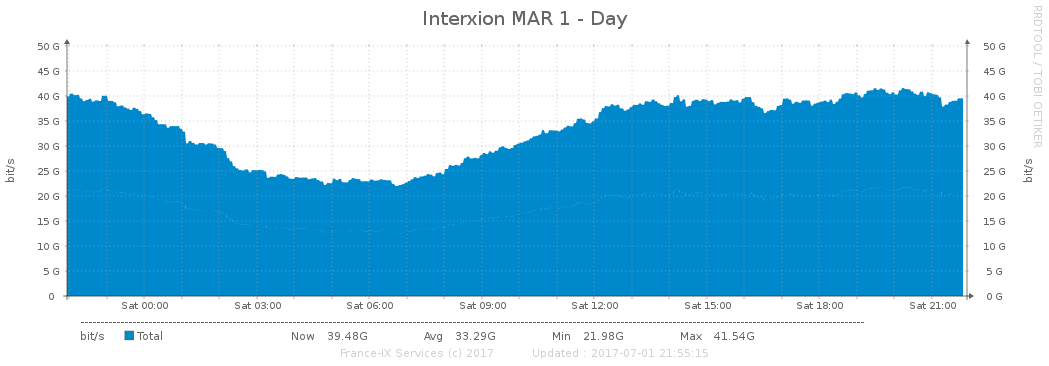 Interxion MAR 1 - Day
RRDTOOL / TOBI OETIKER
50 G 50 G
45 G 45 G
40 G 40 G
35 G 35 G
30 G 30 G
25 G 25 G
20 G 20 G
15 G 15 G
10 G 10 G
5 G 5 G
0 0 G
bit/s
bit/s
Sat 00:00 Sat 03:00 Sat 06:00 Sat 09:00 Sat 12:00 Sat 15:00 Sat 18:00 Sat 21:00
bit/s Total Now 39.48G Avg 33.29G Min 21.98G Max 41.54G
France-IX Services (c) 2017 Updated : 2017-07-01 21:55:15